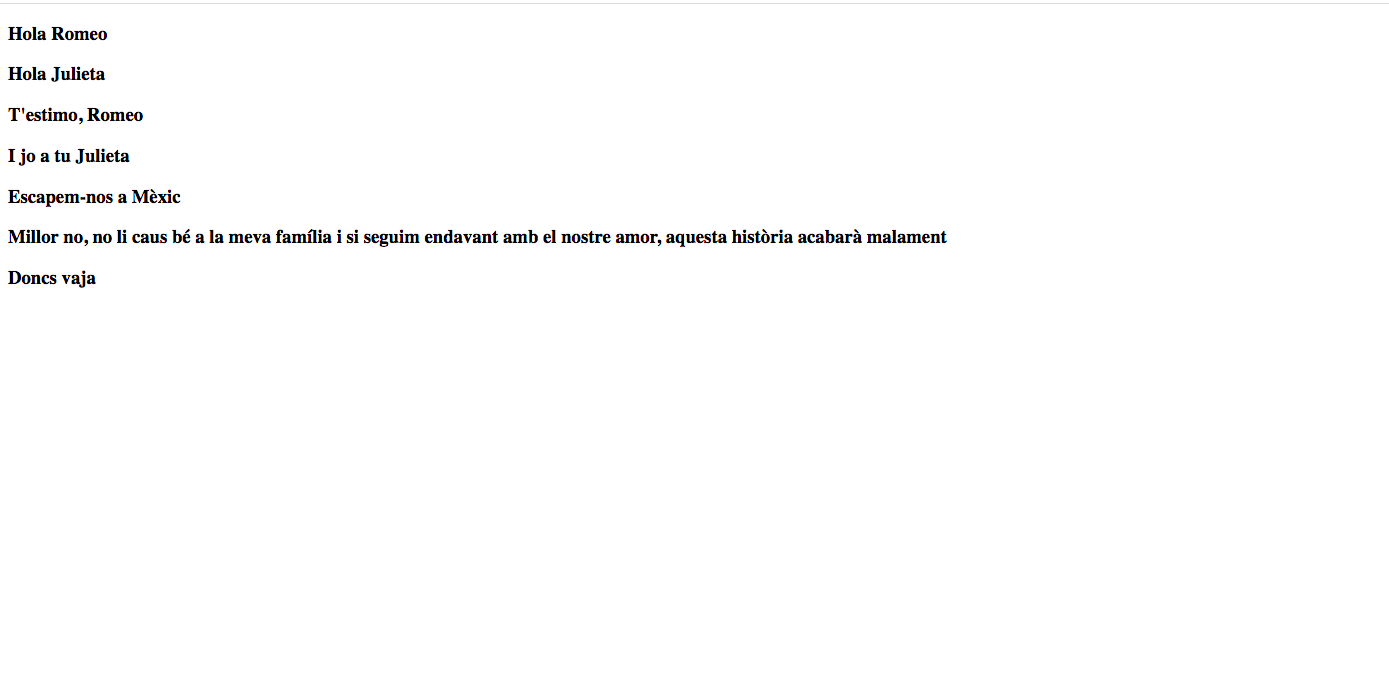 Hola Romeo
Hola Julieta
T'estimo, Romeo
I jo a tu Julieta
Escapem-nos a Mèxic
Millor no, no li caus bé a la meva família i si seguim endavant amb el nostre amor, aquesta història acabarà malament
Doncs vaja